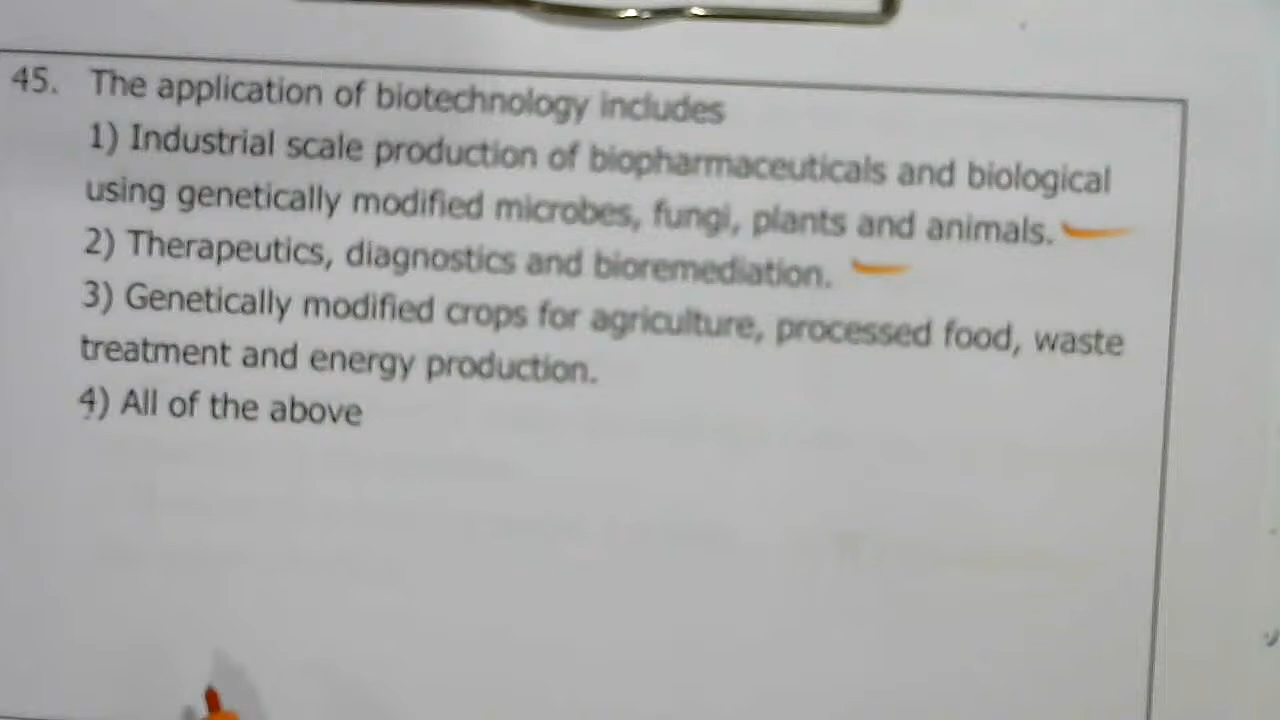 45. The application of biotechnology includes
1) Industrial scale production of biopharmaceuticals and biological
using genetically modified microbes, fungi, plants and animals.
2) Therapeutics, diagnostics and bioremediation.
3) Genetically modified crops for agriculture, processed food, waste
treatment and energy production.
4) All of the above